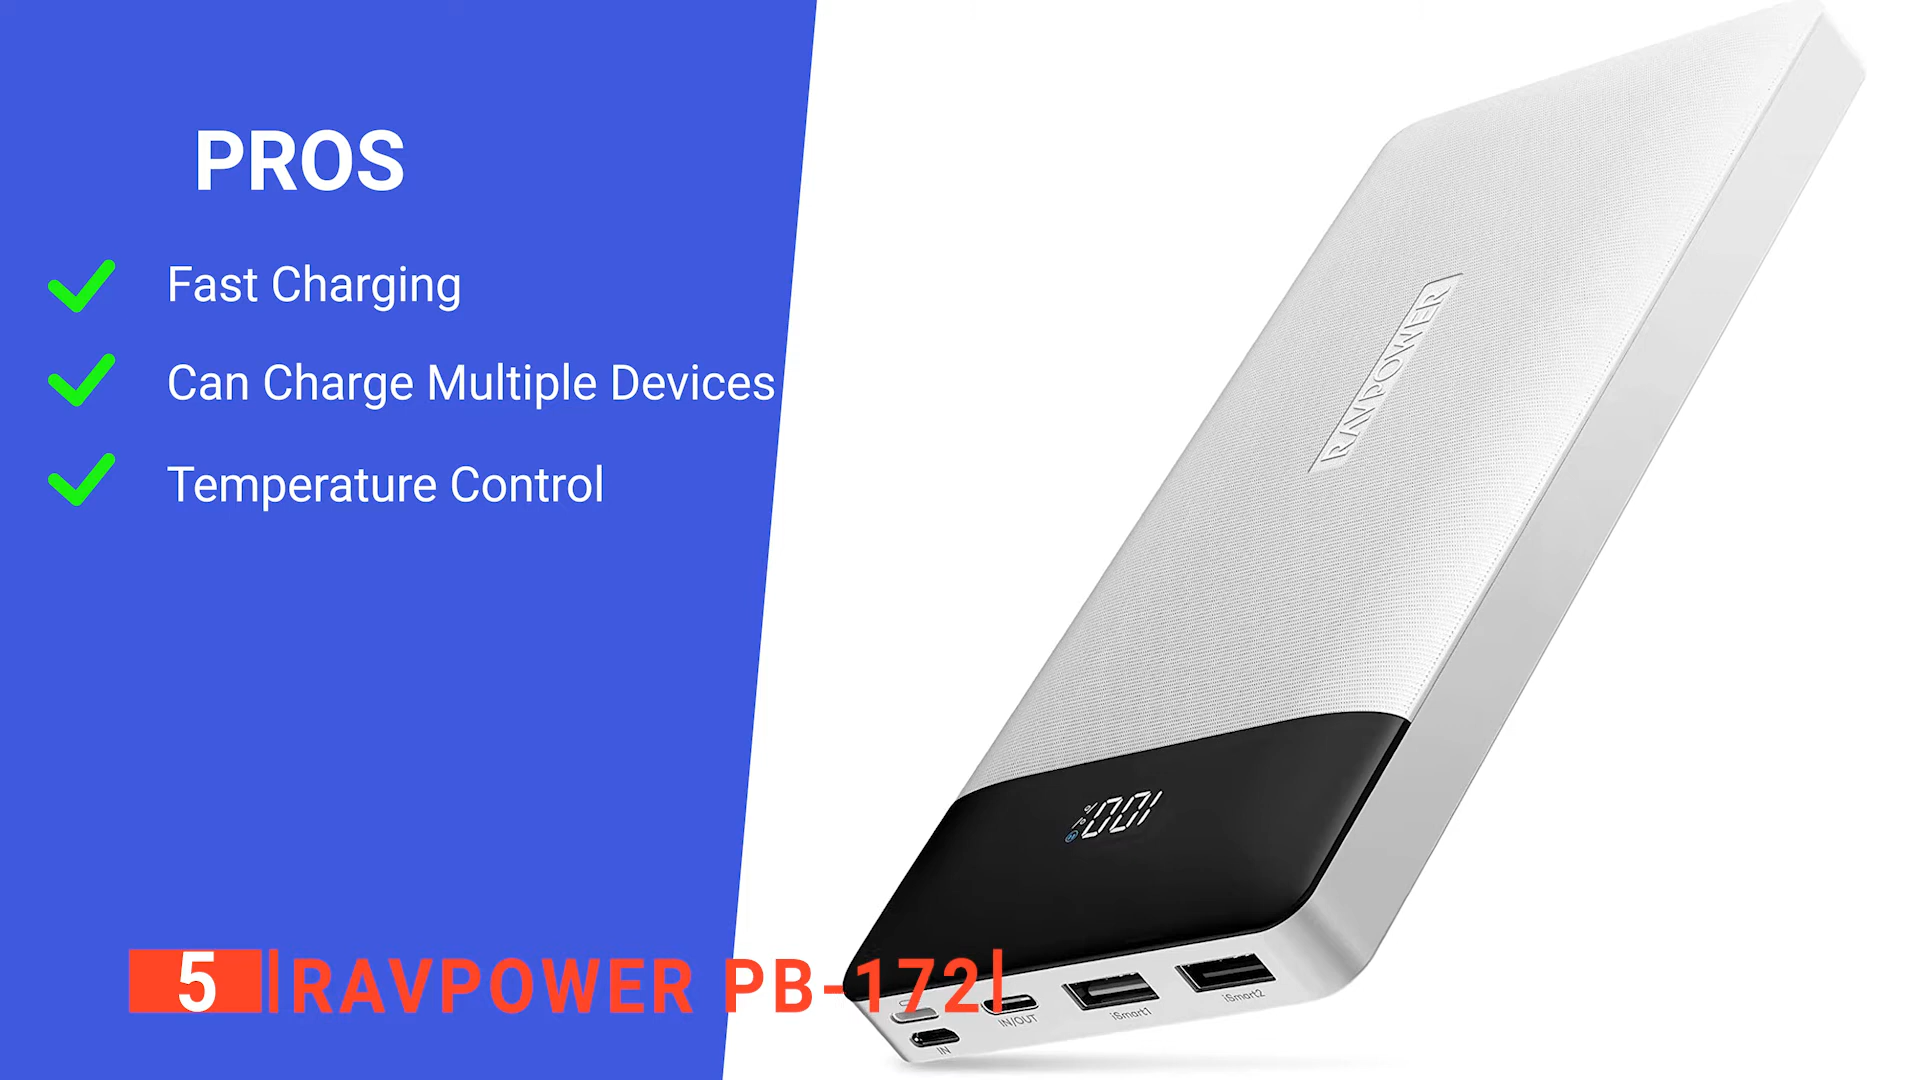 PROS
Fast Charging
Can Charge Multiple Devices
Temperature Control
RAVPOWER
100%
5 RAVPOWER PB-172
IN/OUT
iSmart1
iSmart2
IN